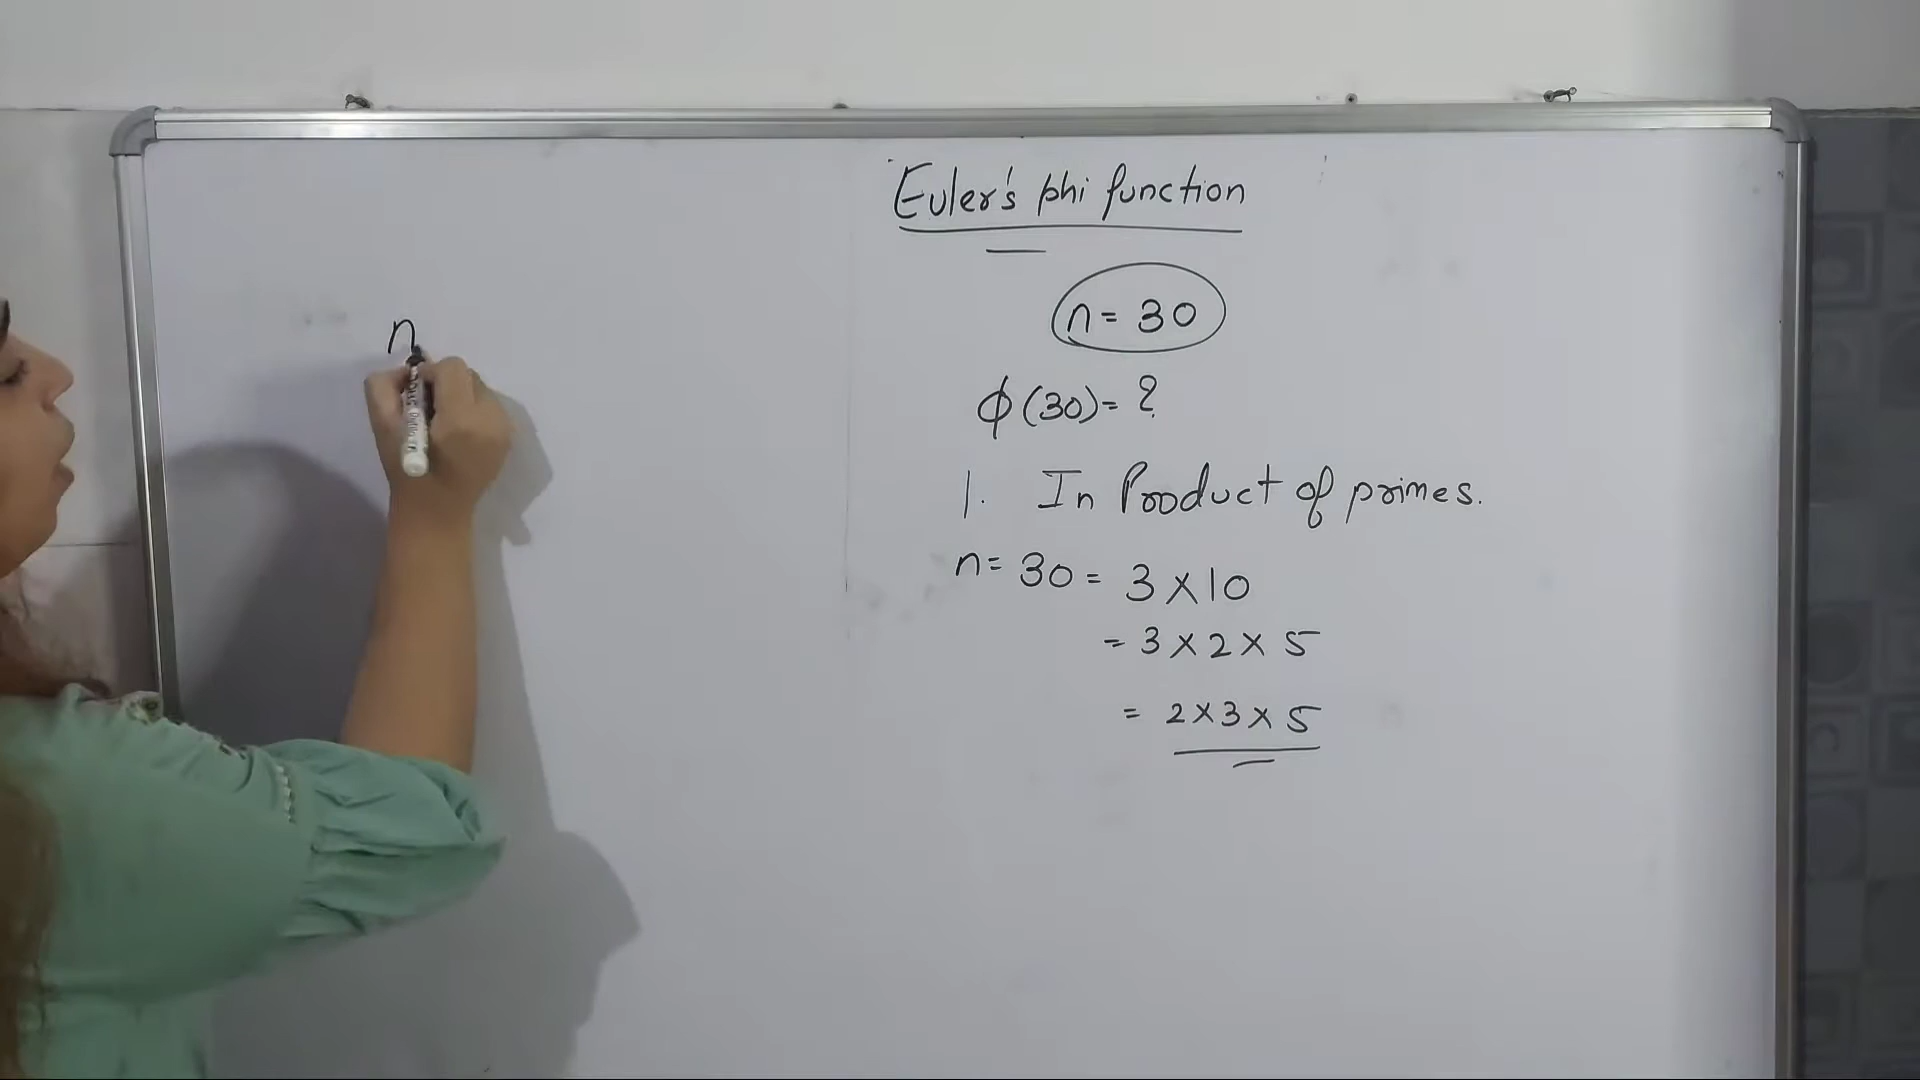 Euler's phi function
n = 30
ϕ(30) = ?
1. In Product of primes.
n = 30 = 3 × 10
= 3 × 2 × 5
= 2 × 3 × 5
n